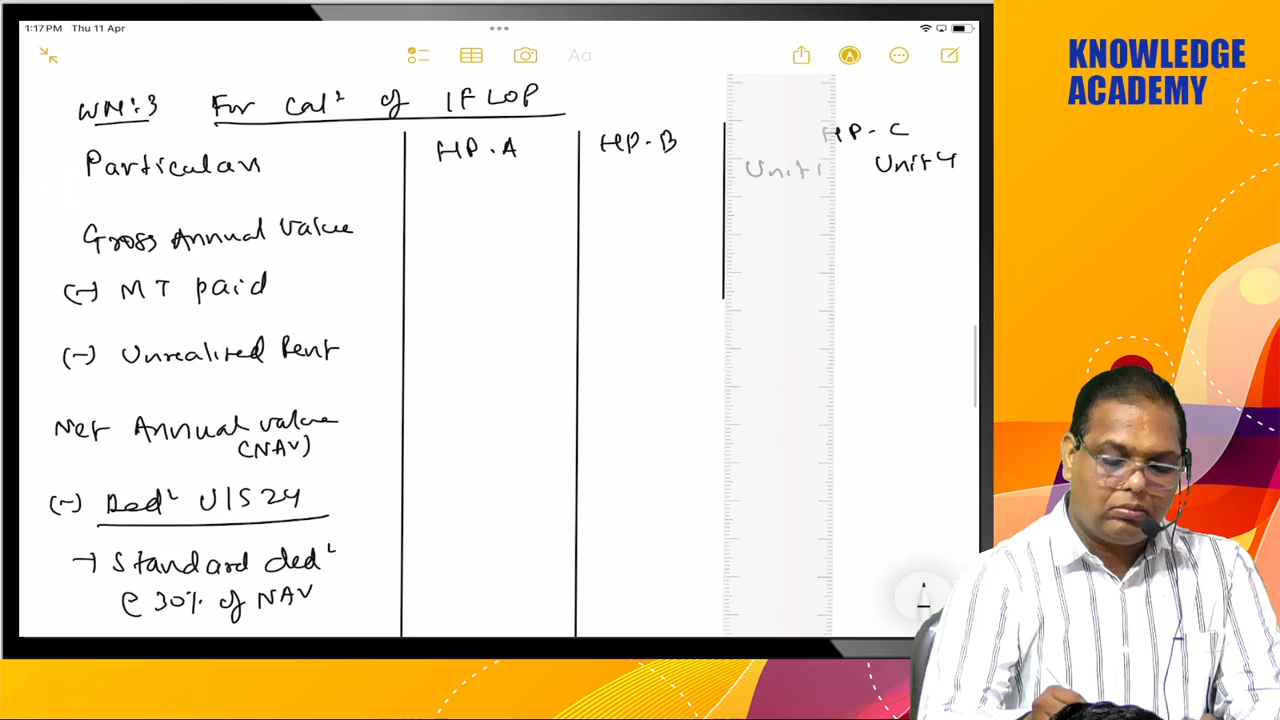 1:17 PM Thu 11 Apr
KNOWLEDGE
ACADEMY
Aa
WN-3 for Calⁿ of IFHOP
Particulars HP-A HP-B HP-C
Unit 1 Unit 4
Gross Annual Value
(-) MT paid
(-) Unrealised Rent
Net Annual Value
(NAV)
(-) Dedⁿ U/S 24
→ Standard dedⁿ
30% of NAV